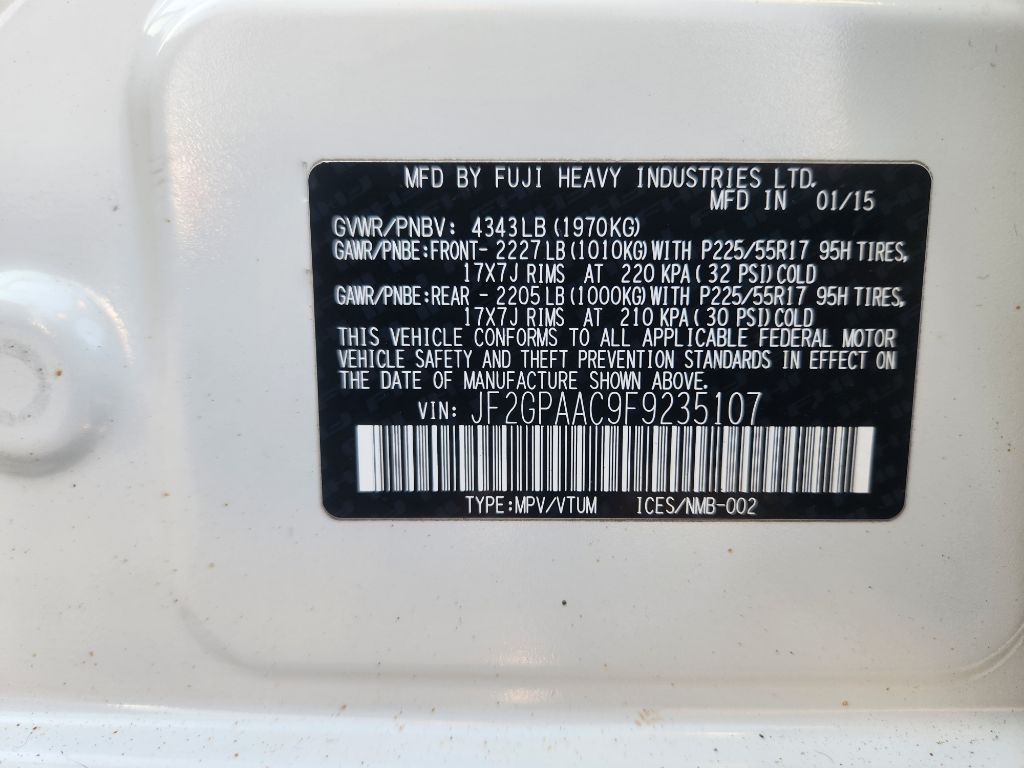 MFD BY FUJI HEAVY INDUSTRIES LTD.
MFD IN 01/15
GVWR/PNBV: 4343LB (1970KG)
GAWR/PNBE:FRONT- 2227LB (1010KG) WITH P225/55R17 95H TIRES,
17X7J RIMS AT 220 KPA ( 32 PSI) COLD
GAWR/PNBE:REAR - 2205LB (1000KG) WITH P225/55R17 95H TIRES,
17X7J RIMS AT 210 KPA ( 30 PSI) COLD
THIS VEHICLE CONFORMS TO ALL APPLICABLE FEDERAL MOTOR
VEHICLE SAFETY AND THEFT PREVENTION STANDARDS IN EFFECT ON
THE DATE OF MANUFACTURE SHOWN ABOVE.
VIN: JF2GPAAC9F9235107
TYPE:MPV/VTUM ICES/NMB-002